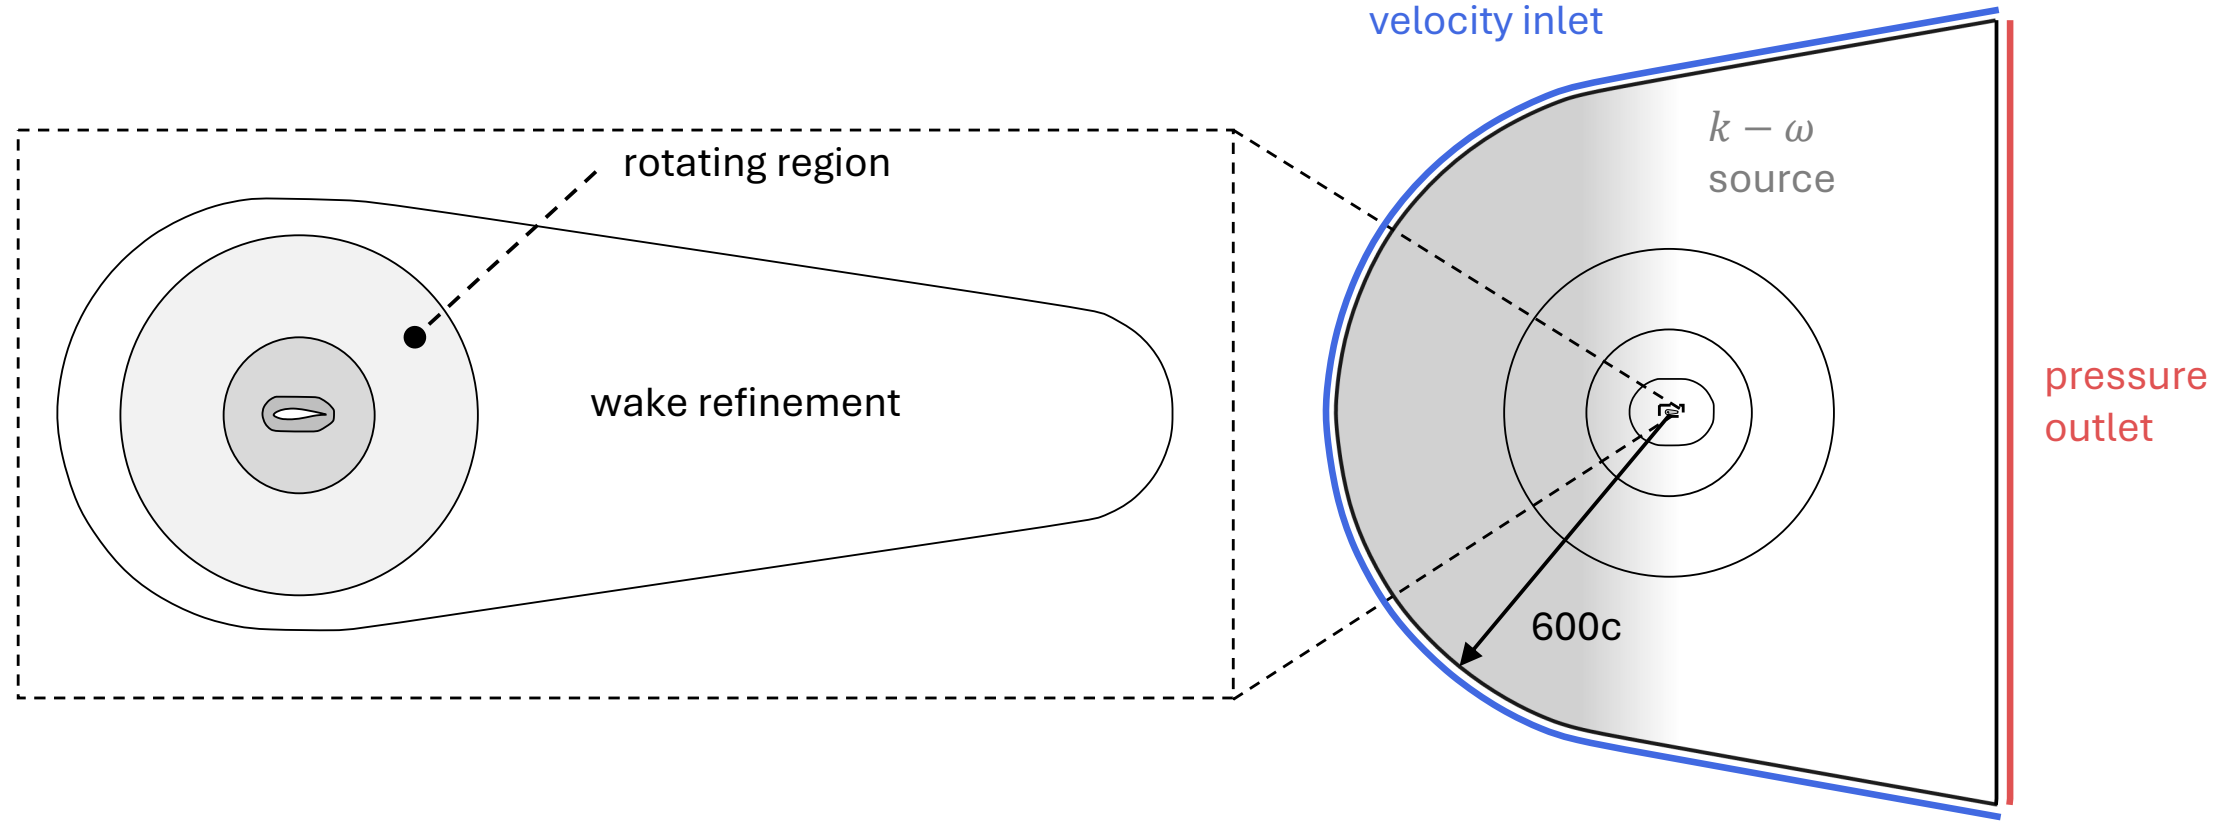 velocity inlet
rotating region
k − ω
source
wake refinement
pressure
outlet
600c